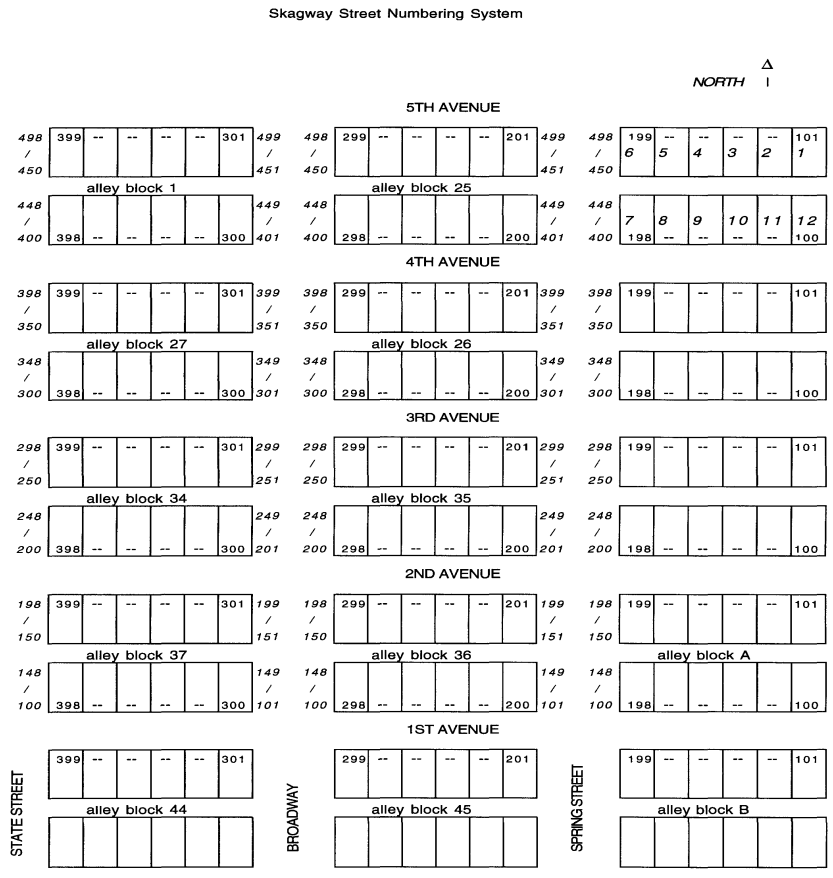 Skagway Street Numbering System
Δ
NORTH I
5TH AVENUE
498 399 -- -- -- -- 301 499 498 299 -- -- -- -- 201 499 498 199 -- -- -- -- 101
/ / / / / 6 5 4 3 2 1
450 451 450 451 450
alley block 1 alley block 25
448 449 448 449 448
/ / / / / 7 8 9 10 11 12
400 398 -- -- -- -- 300 401 400 298 -- -- -- -- 200 401 400 198 -- -- -- -- 100
4TH AVENUE
398 399 -- -- -- -- 301 399 398 299 -- -- -- -- 201 399 398 199 -- -- -- -- 101
/ / / / /
350 351 350 351 350
alley block 27 alley block 26
348 349 348 349 348
/ / / / /
300 398 -- -- -- -- 300 301 300 298 -- -- -- -- 200 301 300 198 -- -- -- -- 100
3RD AVENUE
298 399 -- -- -- -- 301 299 298 299 -- -- -- -- 201 299 298 199 -- -- -- -- 101
/ / / / /
250 251 250 251 250
alley block 34 alley block 35
248 249 248 249 248
/ / / / /
200 398 -- -- -- -- 300 201 200 298 -- -- -- -- 200 201 200 198 -- -- -- -- 100
2ND AVENUE
198 399 -- -- -- -- 301 199 198 299 -- -- -- -- 201 199 198 199 -- -- -- -- 101
/ / / / /
150 151 150 151 150
alley block 37 alley block 36 alley block A
148 149 148 149 148
/ / / / /
100 398 -- -- -- -- 300 101 100 298 -- -- -- -- 200 101 100 198 -- -- -- -- 100
1ST AVENUE
399 -- -- -- -- 301 299 -- -- -- -- 201 199 -- -- -- -- 101
alley block 44 alley block 45 alley block B
STATE STREET
BROADWAY
SPRING STREET